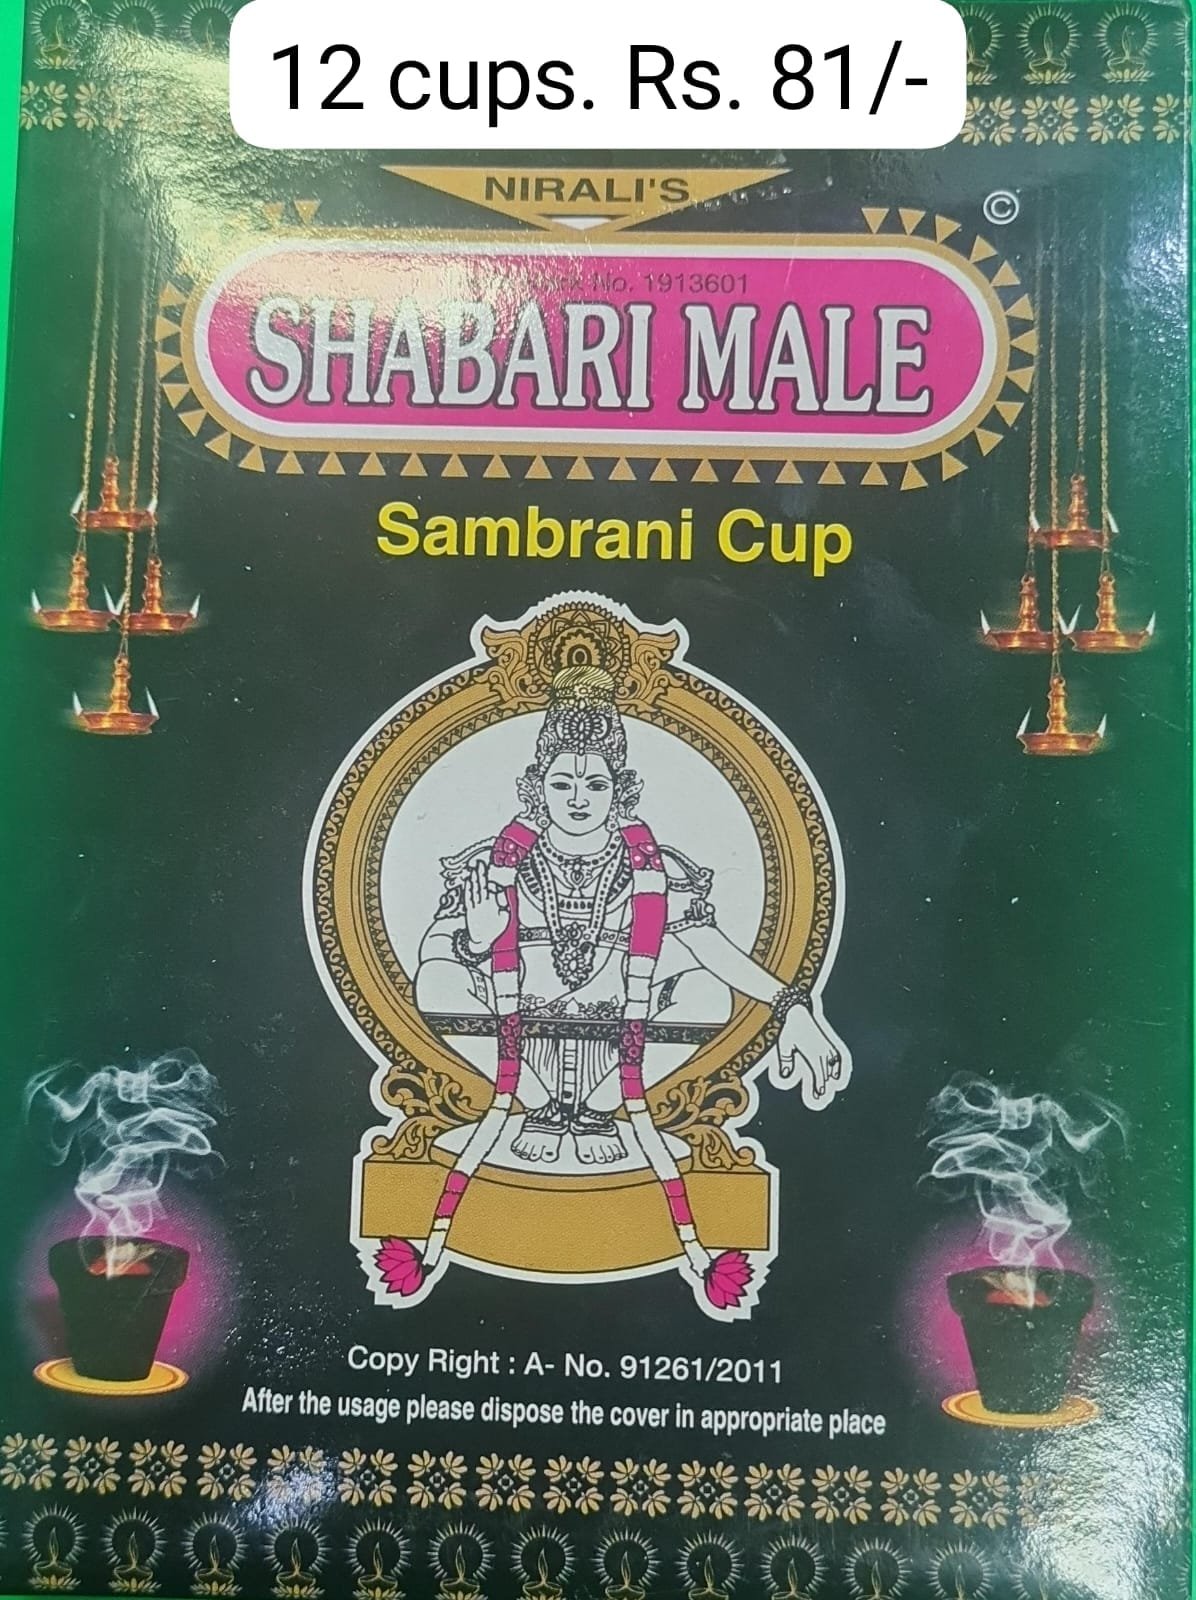 12 cups. Rs. 81/-
NIRALI'S
©
No. 1913601
SHABARI MALE
Sambrani Cup
Copy Right : A- No. 91261/2011
After the usage please dispose the cover in appropriate place